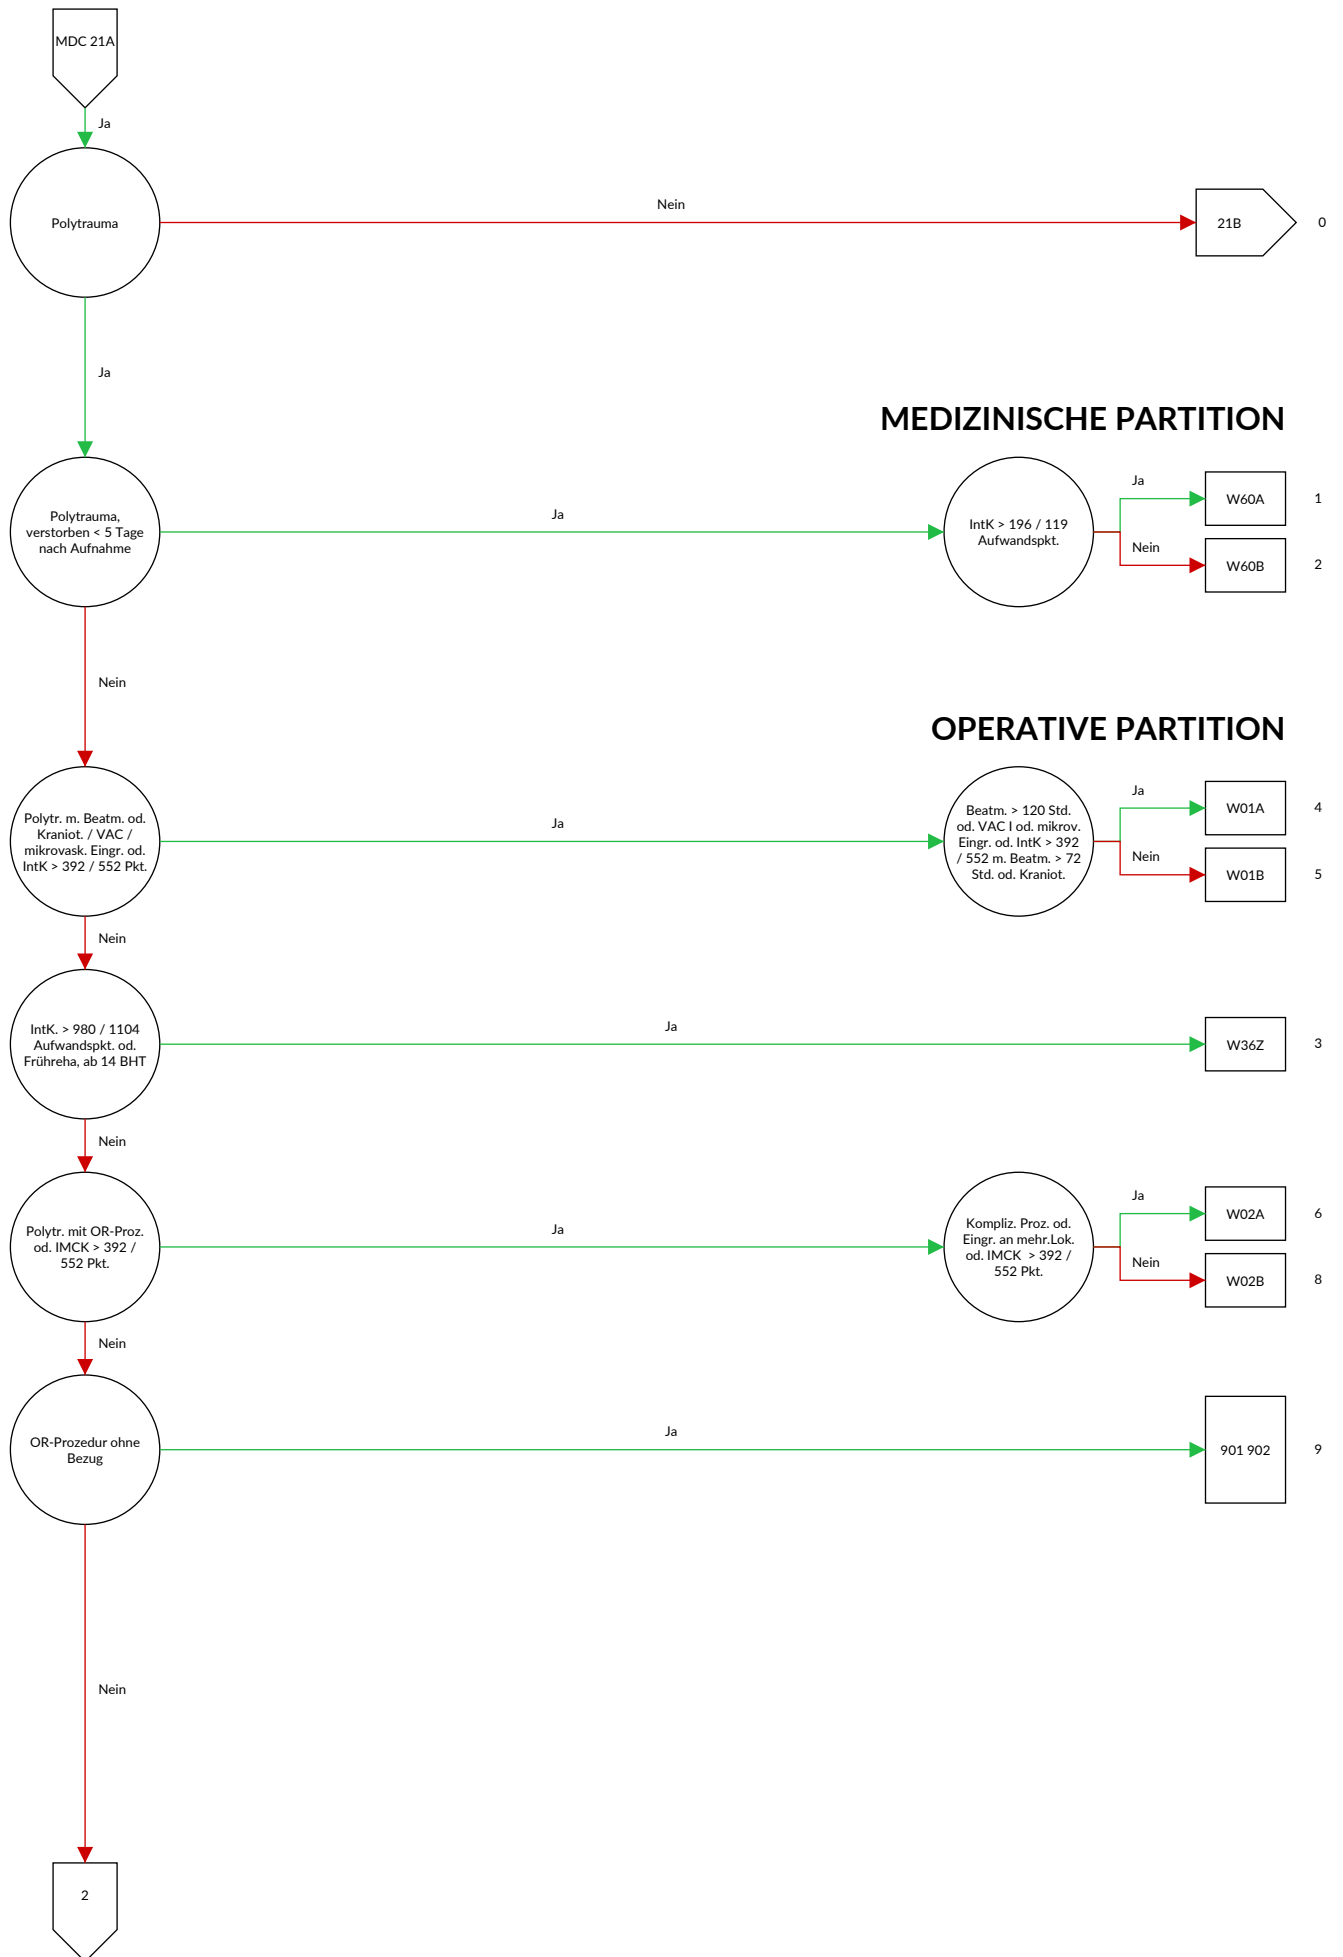 MDC 21A
Ja
Polytrauma
Nein
21B
0
Ja
MEDIZINISCHE PARTITION
Polytrauma,
verstorben < 5 Tage
nach Aufnahme
Ja
IntK > 196 / 119
Aufwandspkt.
Ja
W60A
1
Nein
W60B
2
Nein
OPERATIVE PARTITION
Polytr. m. Beatm. od.
Kraniot. / VAC /
mikrovask. Eingr. od.
IntK > 392 / 552 Pkt.
Ja
Beatm. > 120 Std.
od. VAC I od. mikrov.
Eingr. od. IntK > 392
/ 552 m. Beatm. > 72
Std. od. Kraniot.
Ja
W01A
4
Nein
W01B
5
Nein
IntK. > 980 / 1104
Aufwandspkt. od.
Frühreha, ab 14 BHT
Ja
W36Z
3
Nein
Polytr. mit OR-Proz.
od. IMCK > 392 /
552 Pkt.
Ja
Kompliz. Proz. od.
Eingr. an mehr.Lok.
od. IMCK > 392 /
552 Pkt.
Ja
W02A
6
Nein
W02B
8
Nein
OR-Prozedur ohne
Bezug
Ja
901 902
9
Nein
2